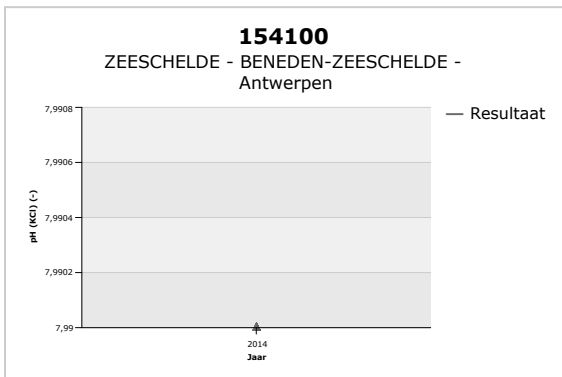 154100
ZEESCHELDE - BENEDEN-ZEESCHELDE -
Antwerpen
7,9908
7,9906
7,9904
7,9902
7,99
pH (KCl) (-)
2014
Jaar
Resultaat